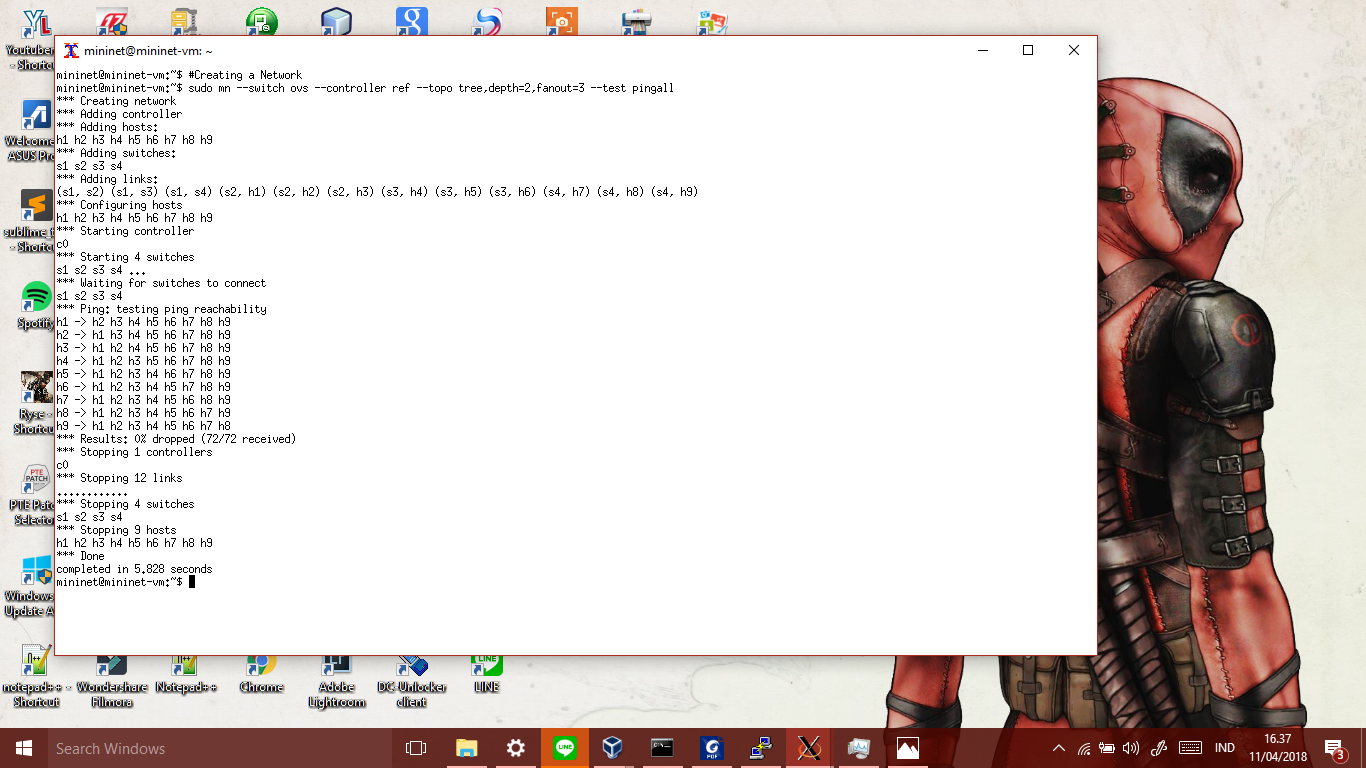 mininet@mininet-vm: ~
mininet@mininet-vm:~$ #Creating a Network
mininet@mininet-vm:~$ sudo mn --switch ovs --controller ref --topo tree,depth=2,fanout=3 --test pingall
*** Creating network
*** Adding controller
*** Adding hosts:
h1 h2 h3 h4 h5 h6 h7 h8 h9
*** Adding switches:
s1 s2 s3 s4
*** Adding links:
(s1, s2) (s1, s3) (s1, s4) (s2, h1) (s2, h2) (s2, h3) (s3, h4) (s3, h5) (s3, h6) (s4, h7) (s4, h8) (s4, h9)
*** Configuring hosts
h1 h2 h3 h4 h5 h6 h7 h8 h9
*** Starting controller
c0
*** Starting 4 switches
s1 s2 s3 s4 ...
*** Waiting for switches to connect
s1 s2 s3 s4
*** Ping: testing ping reachability
h1 -> h2 h3 h4 h5 h6 h7 h8 h9
h2 -> h1 h3 h4 h5 h6 h7 h8 h9
h3 -> h1 h2 h4 h5 h6 h7 h8 h9
h4 -> h1 h2 h3 h5 h6 h7 h8 h9
h5 -> h1 h2 h3 h4 h6 h7 h8 h9
h6 -> h1 h2 h3 h4 h5 h7 h8 h9
h7 -> h1 h2 h3 h4 h5 h6 h8 h9
h8 -> h1 h2 h3 h4 h5 h6 h7 h9
h9 -> h1 h2 h3 h4 h5 h6 h7 h8
*** Results: 0% dropped (72/72 received)
*** Stopping 1 controllers
c0
*** Stopping 12 links
............
*** Stopping 4 switches
s1 s2 s3 s4
*** Stopping 9 hosts
h1 h2 h3 h4 h5 h6 h7 h8 h9
*** Done
completed in 5.828 seconds
mininet@mininet-vm:~$
Youtube
- Shortc
Welcome
ASUS Pro
sublime_t
- Shortc
Spotify
Ryse -
Shortc
PTE PATCH
PTE Patc
Selecto
Windows
Update A
notepad++ -
Shortcut
Wondershare
Filmora
Notepad++
Chrome
Adobe
Lightroom
DC-Unlocker
client
LINE
LINE
Search Windows
LINE
PDF
IND
16.37
11/04/2018
3